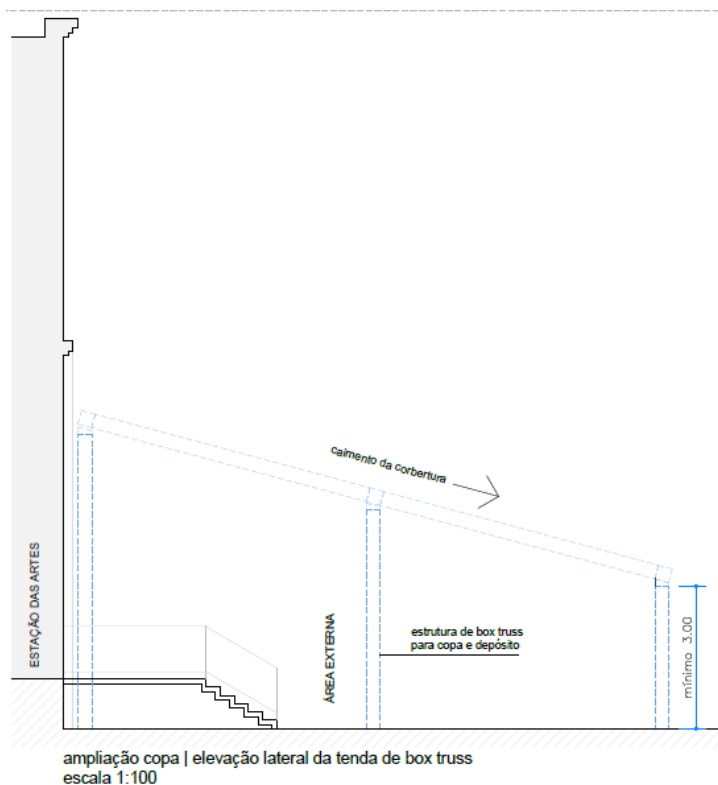 caimento da corbertura
ESTAÇÃO DAS ARTES
ÁREA EXTERNA
estrutura de box truss
para copa e depósito
mínimo 3.00
ampliação copa | elevação lateral da tenda de box truss
escala 1:100